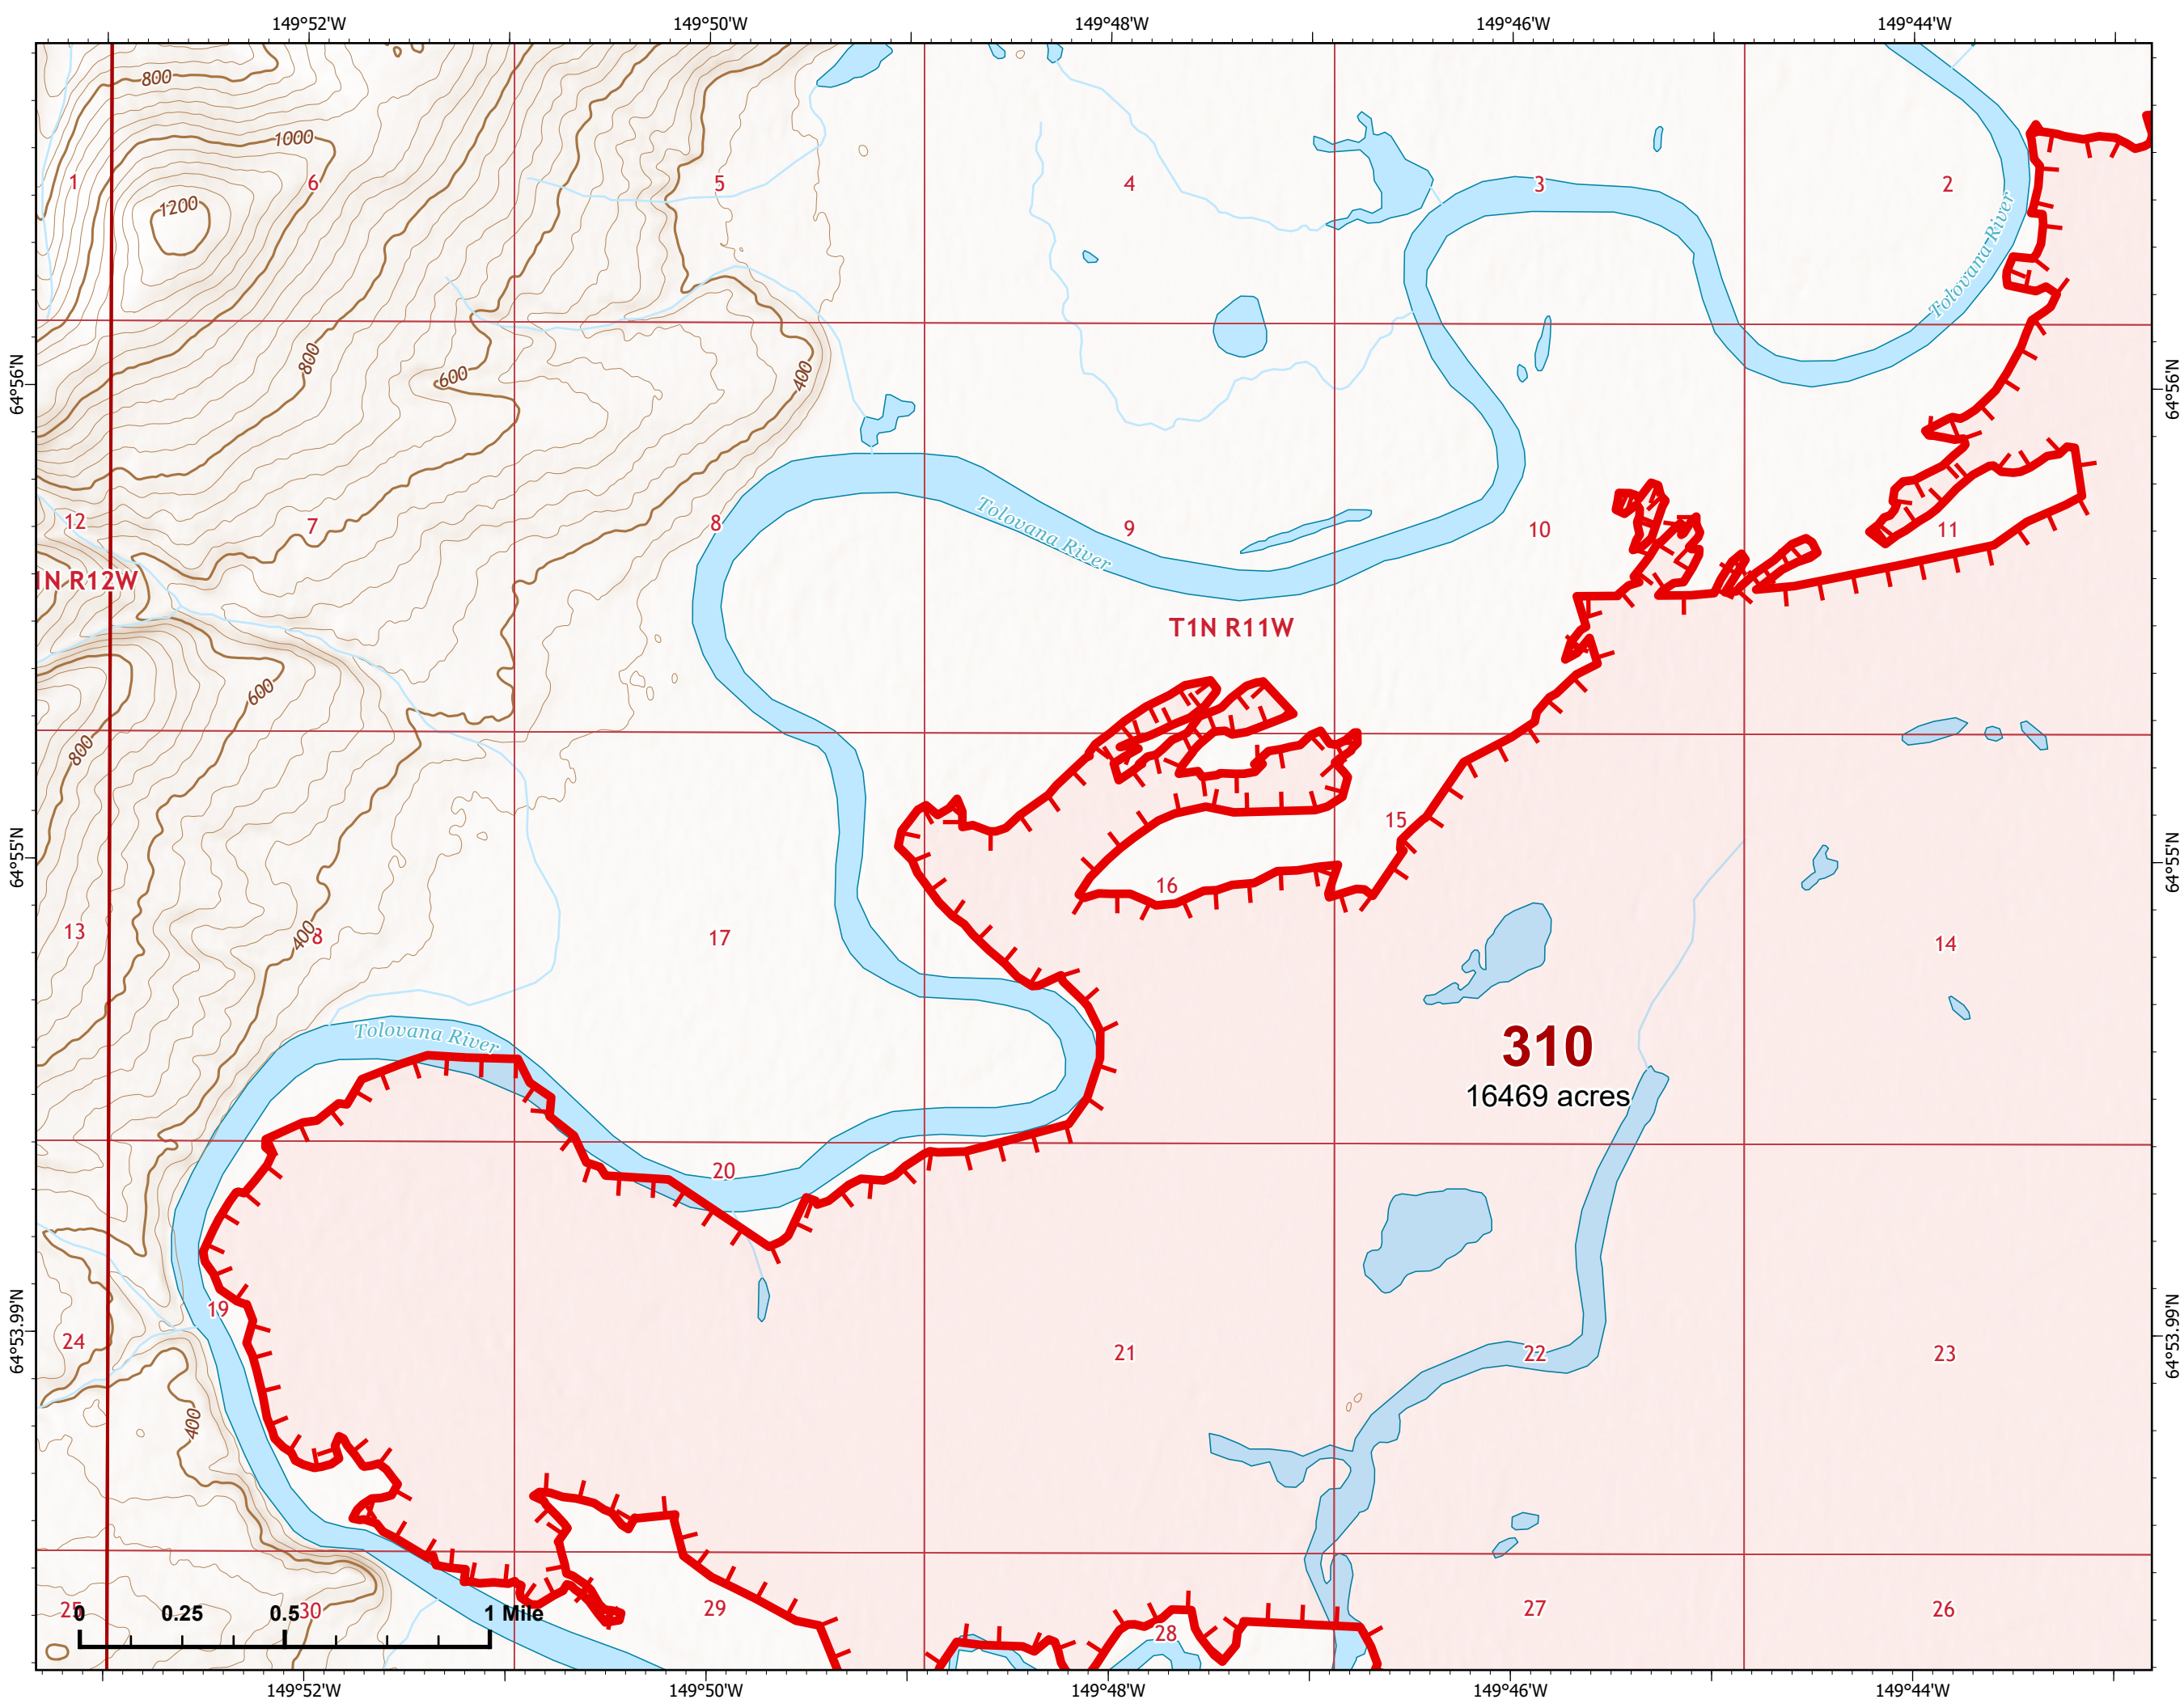 149°52'W 149°50'W 149°48'W 149°46'W 149°44'W
800
1000
1 6 5 4 3 2
1200
Tolovana River
64°56'N 800 600 400 64°56'N
12 7 8 9 10 11
Tolovana River
1N R12W
T1N R11W
600
800
64°55'N 16 15 64°55'N
13 400 8 17 14
Tolovana River
310
16469 acres
20
19
64°53.99'N 24 21 22 23 64°53.99'N
400
25 30 29 28 27 26
0 0.25 0.5 1 Mile
149°52'W 149°50'W 149°48'W 149°46'W 149°44'W